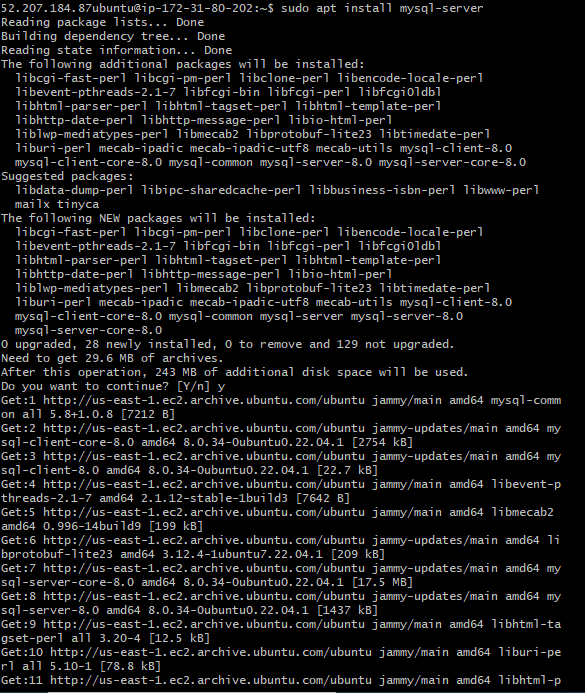 52.207.184.87ubuntu@ip-172-31-80-202:~$ sudo apt install mysql-server
Reading package lists... Done
Building dependency tree... Done
Reading state information... Done
The following additional packages will be installed:
  libcgi-fast-perl libcgi-pm-perl libclone-perl libencode-locale-perl
  libevent-pthreads-2.1-7 libfcgi-bin libfcgi-perl libfcgi0ldbl
  libhtml-parser-perl libhtml-tagset-perl libhtml-template-perl
  libhttp-date-perl libhttp-message-perl libio-html-perl
  liblwp-mediatypes-perl libmecab2 libprotobuf-lite23 libtimedate-perl
  liburi-perl mecab-ipadic mecab-ipadic-utf8 mecab-utils mysql-client-8.0
  mysql-client-core-8.0 mysql-common mysql-server-8.0 mysql-server-core-8.0
Suggested packages:
  libdata-dump-perl libipc-sharedcache-perl libbusiness-isbn-perl libwww-perl
  mailx tinyca
The following NEW packages will be installed:
  libcgi-fast-perl libcgi-pm-perl libclone-perl libencode-locale-perl
  libevent-pthreads-2.1-7 libfcgi-bin libfcgi-perl libfcgi0ldbl
  libhtml-parser-perl libhtml-tagset-perl libhtml-template-perl
  libhttp-date-perl libhttp-message-perl libio-html-perl
  liblwp-mediatypes-perl libmecab2 libprotobuf-lite23 libtimedate-perl
  liburi-perl mecab-ipadic mecab-ipadic-utf8 mecab-utils mysql-client-8.0
  mysql-client-core-8.0 mysql-common mysql-server mysql-server-8.0
  mysql-server-core-8.0
0 upgraded, 28 newly installed, 0 to remove and 129 not upgraded.
Need to get 29.6 MB of archives.
After this operation, 243 MB of additional disk space will be used.
Do you want to continue? [Y/n] y
Get:1 http://us-east-1.ec2.archive.ubuntu.com/ubuntu jammy/main amd64 mysql-comm
on all 5.8+1.0.8 [7212 B]
Get:2 http://us-east-1.ec2.archive.ubuntu.com/ubuntu jammy-updates/main amd64 my
sql-client-core-8.0 amd64 8.0.34-0ubuntu0.22.04.1 [2754 kB]
Get:3 http://us-east-1.ec2.archive.ubuntu.com/ubuntu jammy-updates/main amd64 my
sql-client-8.0 amd64 8.0.34-0ubuntu0.22.04.1 [22.7 kB]
Get:4 http://us-east-1.ec2.archive.ubuntu.com/ubuntu jammy/main amd64 libevent-p
threads-2.1-7 amd64 2.1.12-stable-1build3 [7642 B]
Get:5 http://us-east-1.ec2.archive.ubuntu.com/ubuntu jammy/main amd64 libmecab2
amd64 0.996-14build9 [199 kB]
Get:6 http://us-east-1.ec2.archive.ubuntu.com/ubuntu jammy-updates/main amd64 li
bprotobuf-lite23 amd64 3.12.4-1ubuntu7.22.04.1 [209 kB]
Get:7 http://us-east-1.ec2.archive.ubuntu.com/ubuntu jammy-updates/main amd64 my
sql-server-core-8.0 amd64 8.0.34-0ubuntu0.22.04.1 [17.5 MB]
Get:8 http://us-east-1.ec2.archive.ubuntu.com/ubuntu jammy-updates/main amd64 my
sql-server-8.0 amd64 8.0.34-0ubuntu0.22.04.1 [1437 kB]
Get:9 http://us-east-1.ec2.archive.ubuntu.com/ubuntu jammy/main amd64 libhtml-ta
gset-perl all 3.20-4 [12.5 kB]
Get:10 http://us-east-1.ec2.archive.ubuntu.com/ubuntu jammy/main amd64 liburi-pe
rl all 5.10-1 [78.8 kB]
Get:11 http://us-east-1.ec2.archive.ubuntu.com/ubuntu jammy/main amd64 libhtml-p